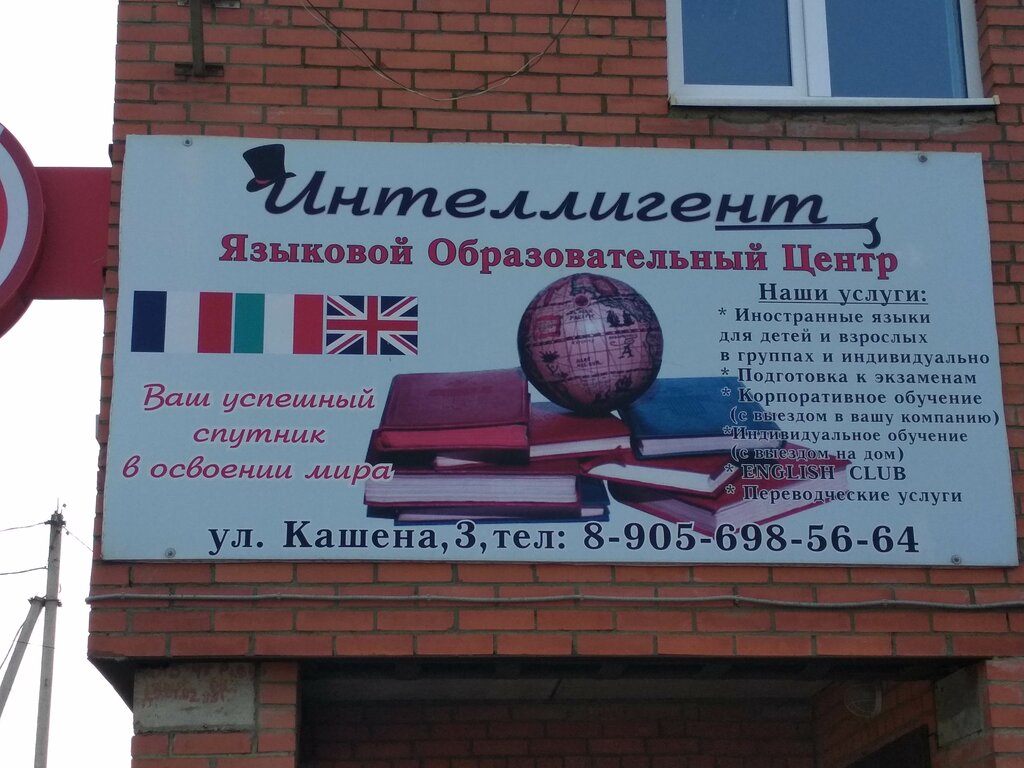 Интеллигент
Языковой Образовательный Центр
Ваш успешный
спутник
в освоении мира
Наши услуги:
* Иностранные языки
для детей и взрослых
в группах и индивидуально
* Подготовка к экзаменам
* Корпоративное обучение
(с выездом в вашу компанию)
*Индивидуальное обучение
(с выездом на дом)
* ENGLISH CLUB
* Переводческие услуги
ул. Кашена,3,тел: 8-905-698-56-64